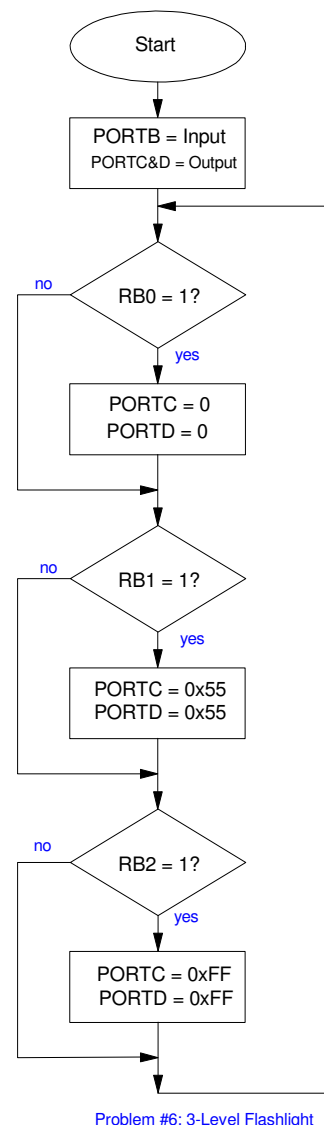 Start
PORTB = Input
PORTC&D = Output
no
RB0 = 1?
yes
PORTC = 0
PORTD = 0
no
RB1 = 1?
yes
PORTC = 0x55
PORTD = 0x55
no
RB2 = 1?
yes
PORTC = 0xFF
PORTD = 0xFF
Problem #6: 3-Level Flashlight